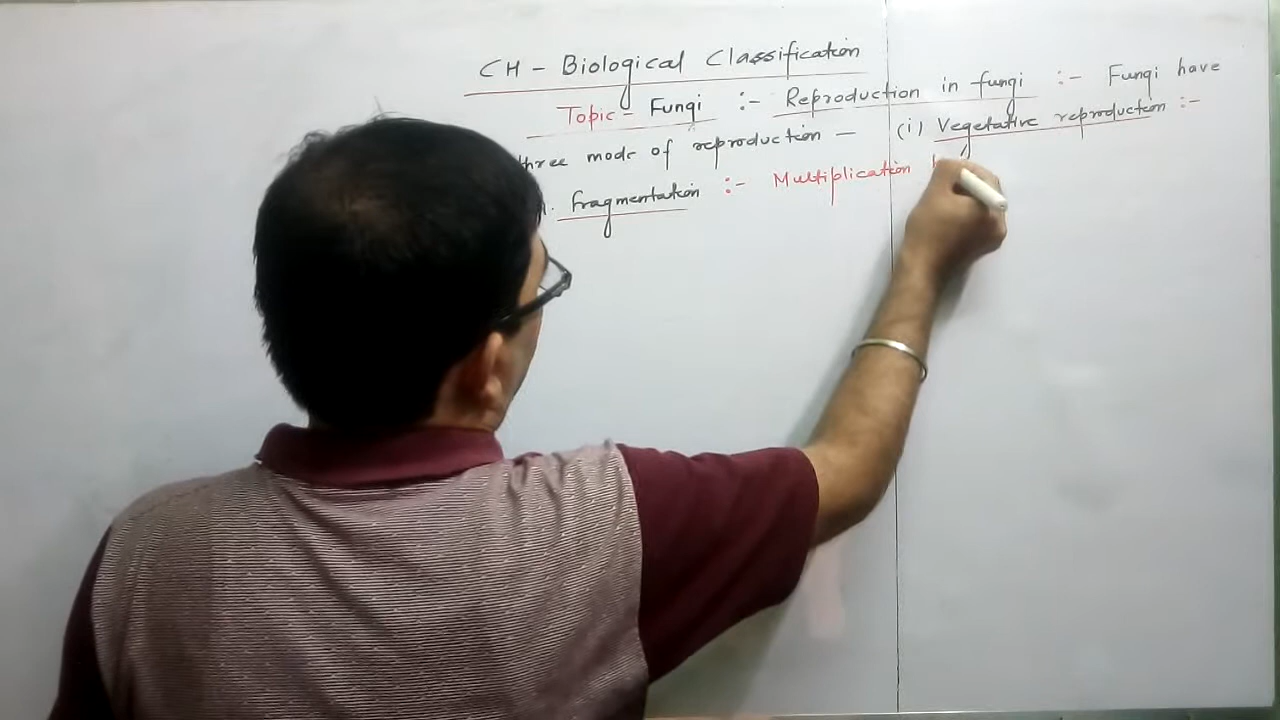 CH - Biological Classification
Topic - Fungi :- Reproduction in fungi :- Fungi have
three mode of reproduction — (i) Vegetative reproduction :-
fragmentation :- Multiplication